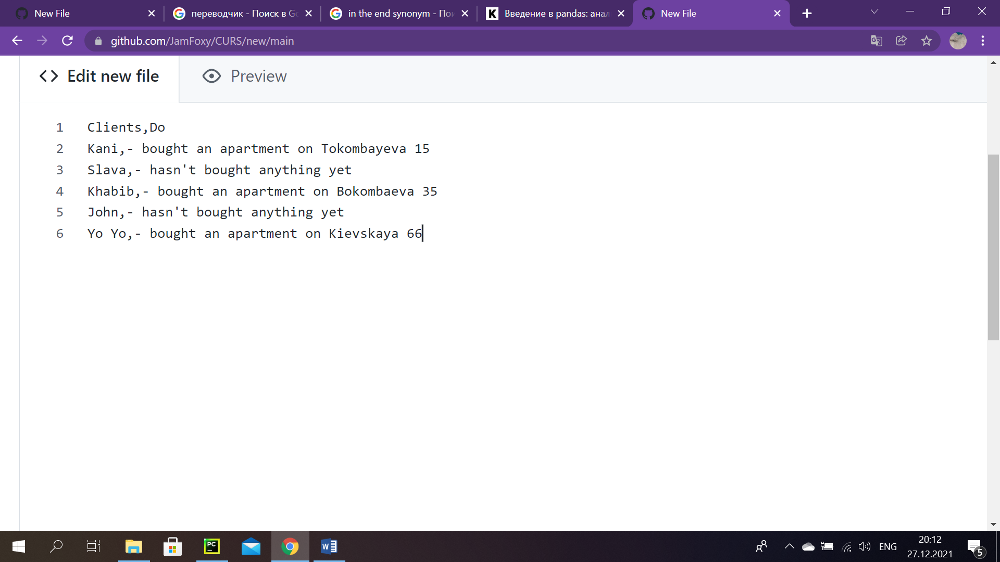 New File
переводчик - Поиск в Go
in the end synonym - Пои
Введение в pandas: анал
New File
github.com/JamFoxy/CURS/new/main
Edit new file
Preview
1 Clients,Do
2 Kani,- bought an apartment on Tokombayeva 15
3 Slava,- hasn't bought anything yet
4 Khabib,- bought an apartment on Bokombaeva 35
5 John,- hasn't bought anything yet
6 Yo Yo,- bought an apartment on Kievskaya 66
ENG
20:12
27.12.2021
5